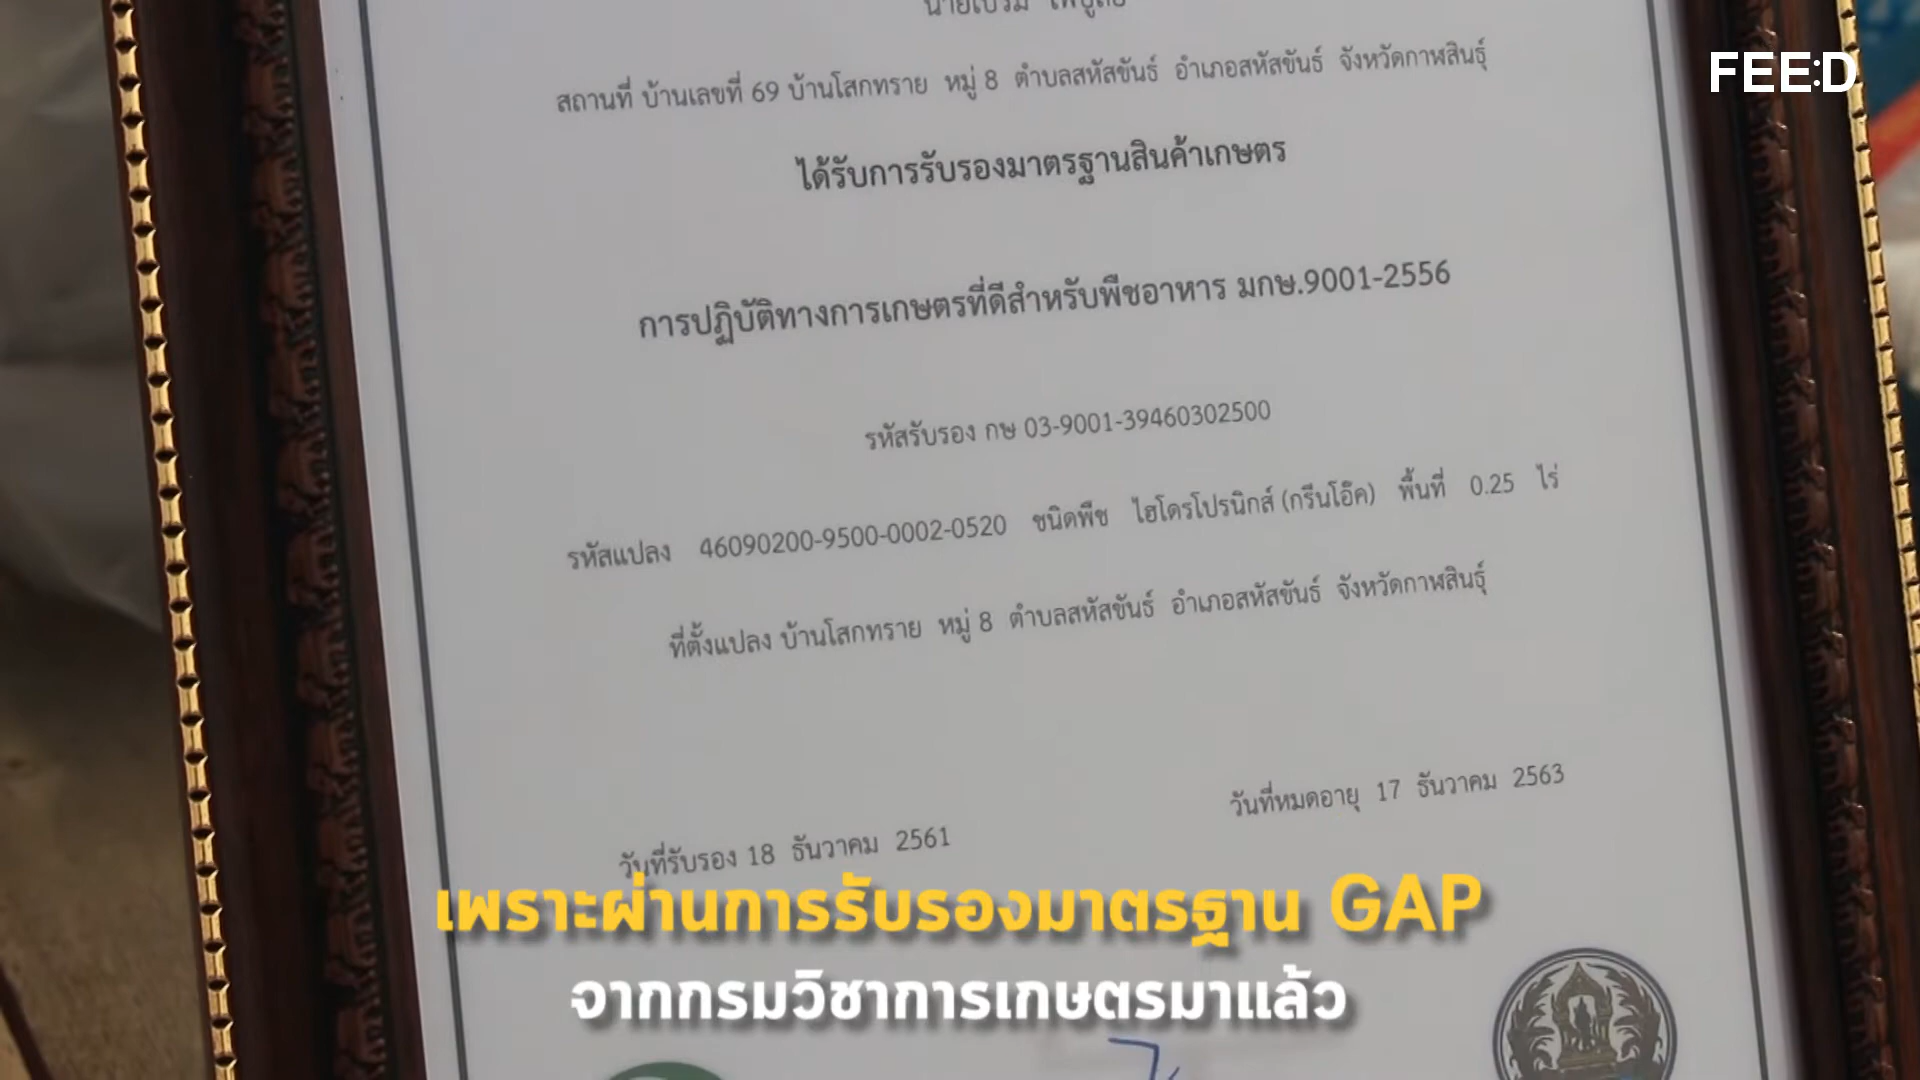 FEE:D
สถานที่ บ้านเลขที่ 69 บ้านโสกทราย หมู่ 8 ตำบลสหัสขันธ์ อำเภอสหัสขันธ์ จังหวัดกาฬสินธุ์
ได้รับการรับรองมาตรฐานสินค้าเกษตร
การปฏิบัติทางการเกษตรที่ดีสำหรับพืชอาหาร มกษ.9001-2556
รหัสรับรอง กษ 03-9001-39460302500
รหัสแปลง 46090200-9500-0002-0520 ชนิดพืช ไฮโดรโปรนิกส์ (กรีนโอ๊ค) พื้นที่ 0.25 ไร่
ที่ตั้งแปลง บ้านโสกทราย หมู่ 8 ตำบลสหัสขันธ์ อำเภอสหัสขันธ์ จังหวัดกาฬสินธุ์
วันที่รับรอง 18 ธันวาคม 2561 วันที่หมดอายุ 17 ธันวาคม 2563
เพราะผ่านการรับรองมาตรฐาน GAP
จากกรมวิชาการเกษตรมาแล้ว